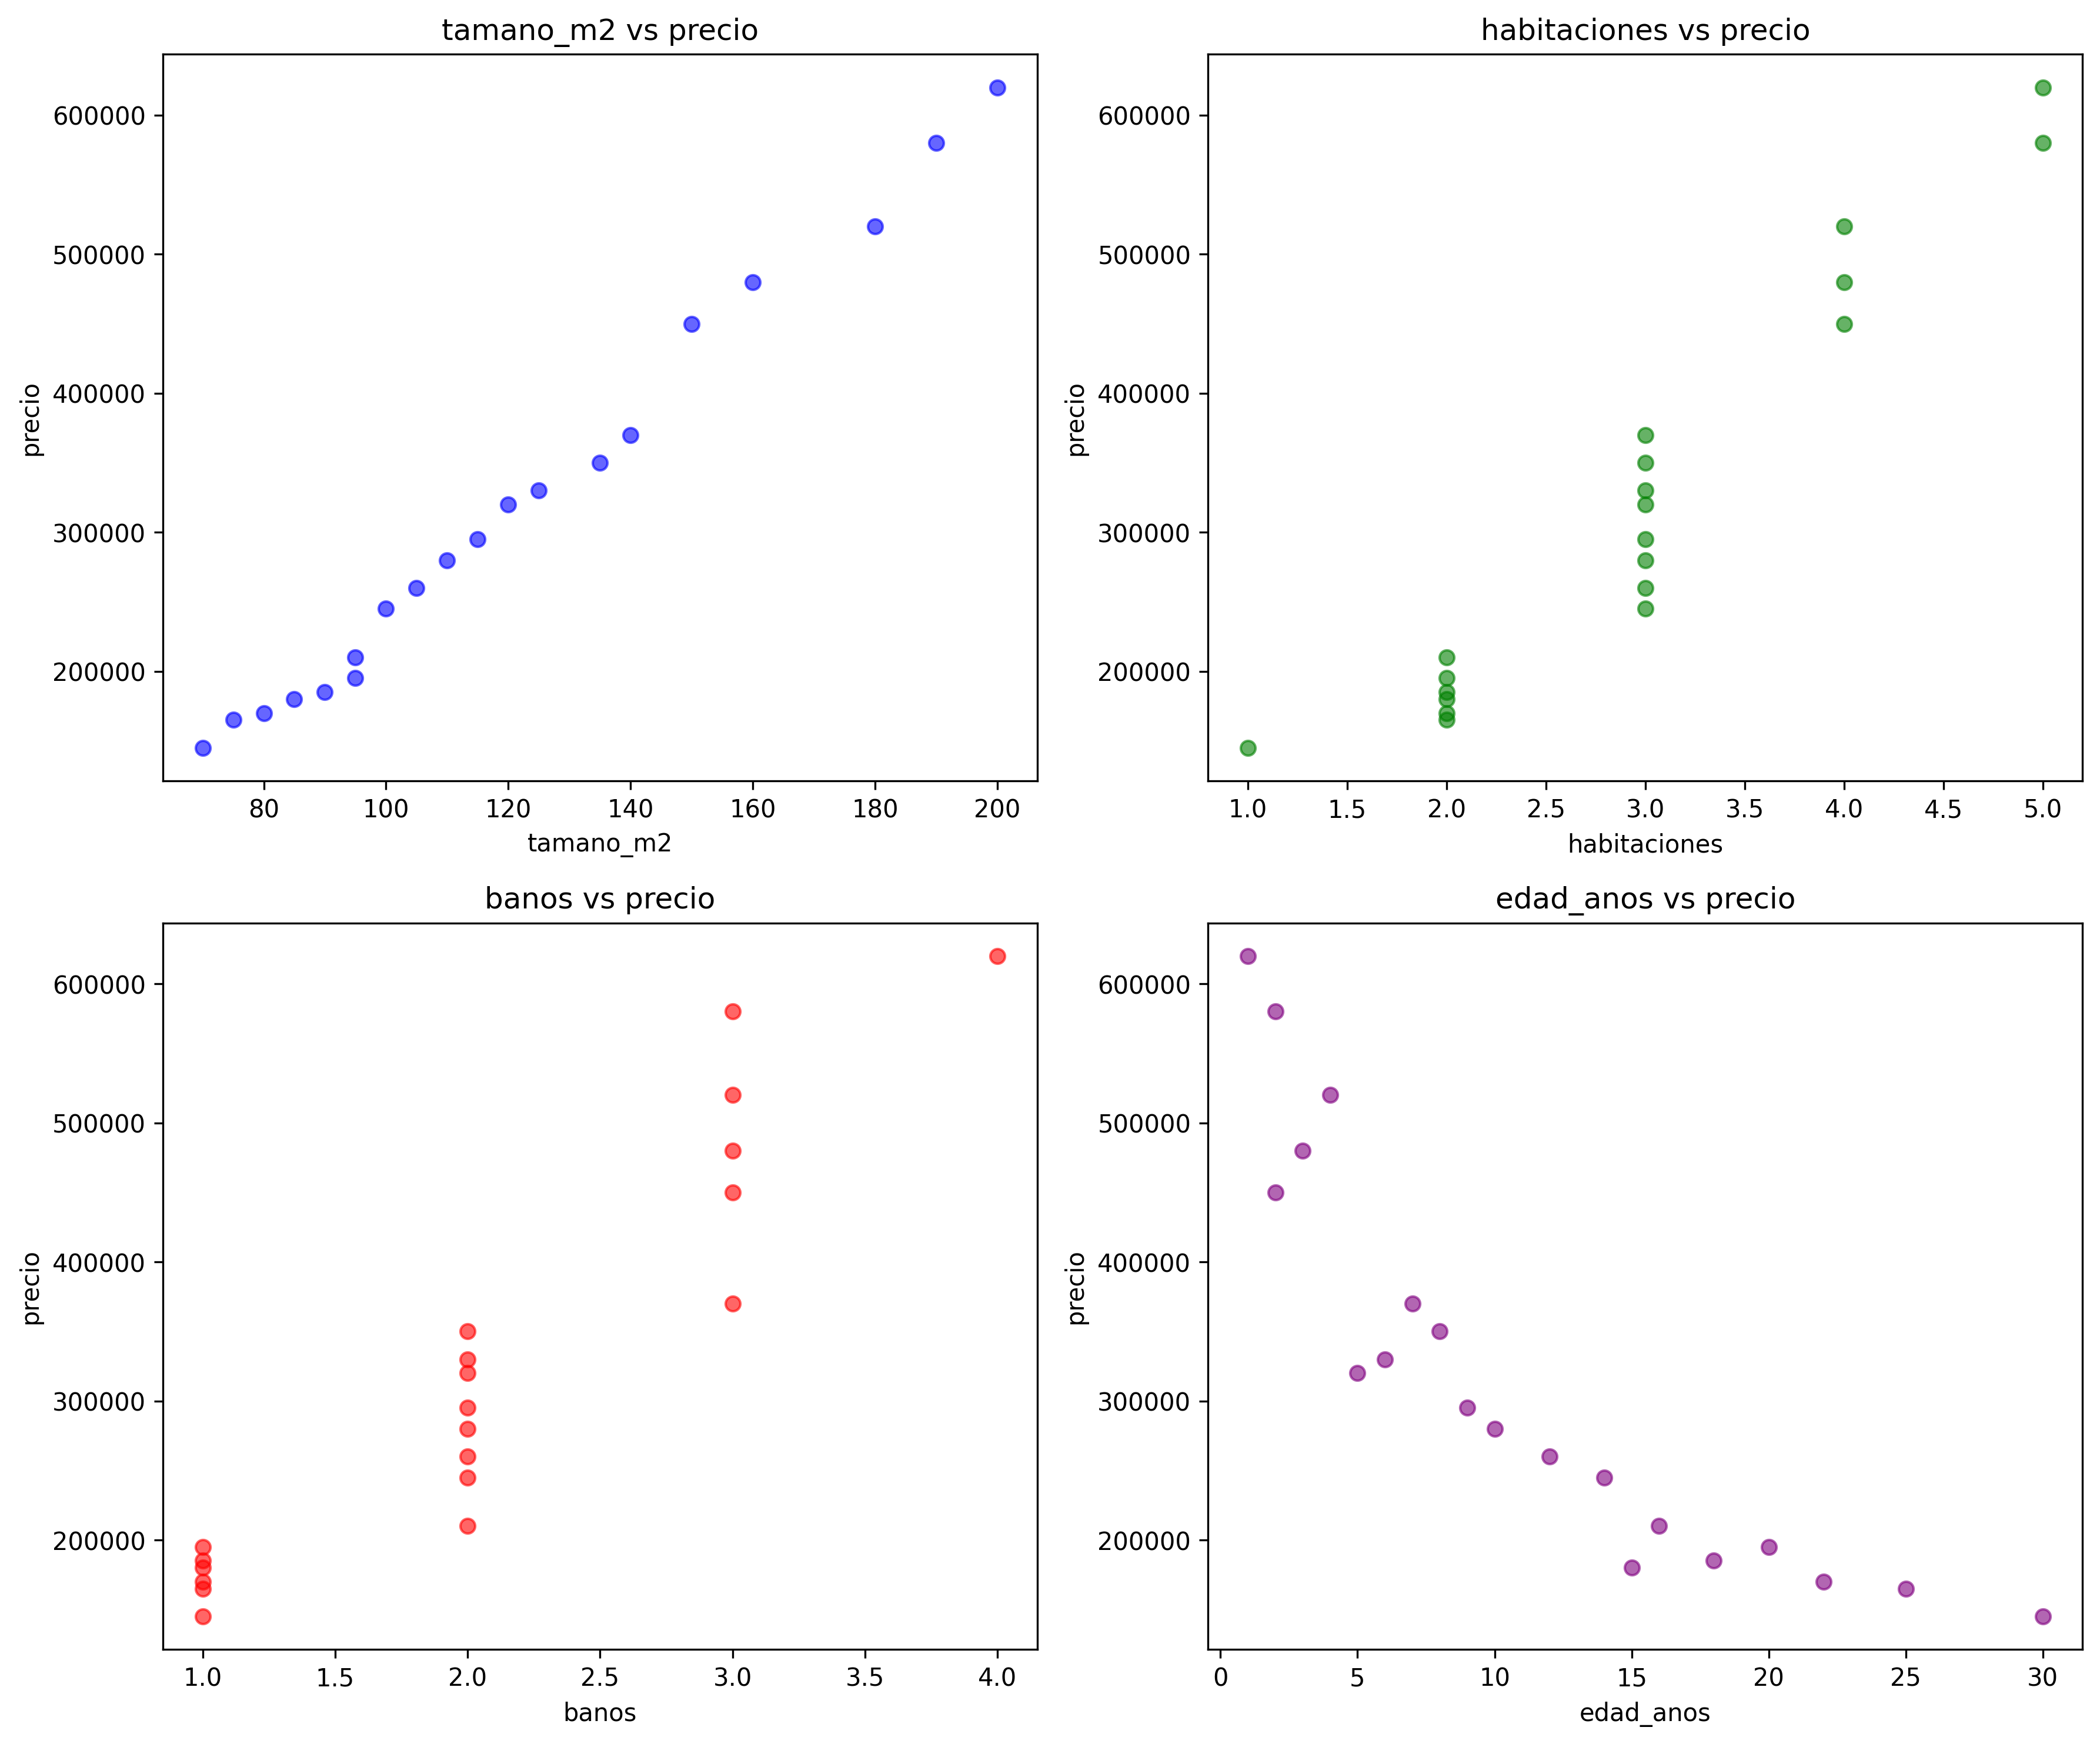 tamano_m2 vs precio
precio
600000
500000
400000
300000
200000
80 100 120 140 160 180 200
tamano_m2
habitaciones vs precio
precio
600000
500000
400000
300000
200000
1.0 1.5 2.0 2.5 3.0 3.5 4.0 4.5 5.0
habitaciones
banos vs precio
precio
600000
500000
400000
300000
200000
1.0 1.5 2.0 2.5 3.0 3.5 4.0
banos
edad_anos vs precio
precio
600000
500000
400000
300000
200000
0 5 10 15 20 25 30
edad_anos